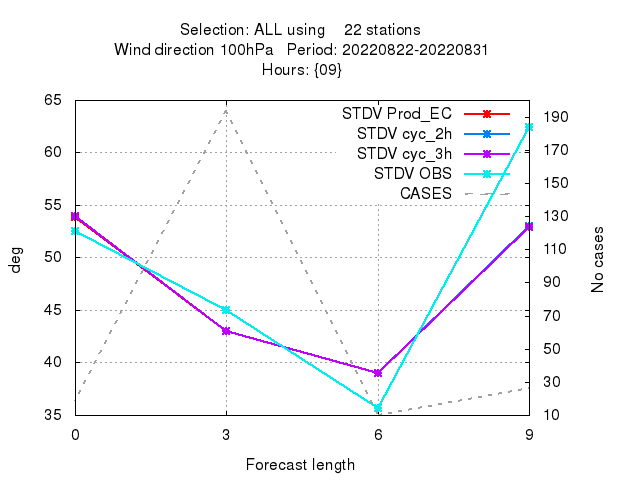 Selection: ALL using    22 stations
Wind direction 100hPa   Period: 20220822-20220831
Hours: {09}
STDV Prod_EC
STDV cyc_2h
STDV cyc_3h
STDV OBS
CASES
65
60
55
50
45
40
35
deg
190
170
150
130
110
90
70
50
30
10
No cases
0 3 6 9
Forecast length